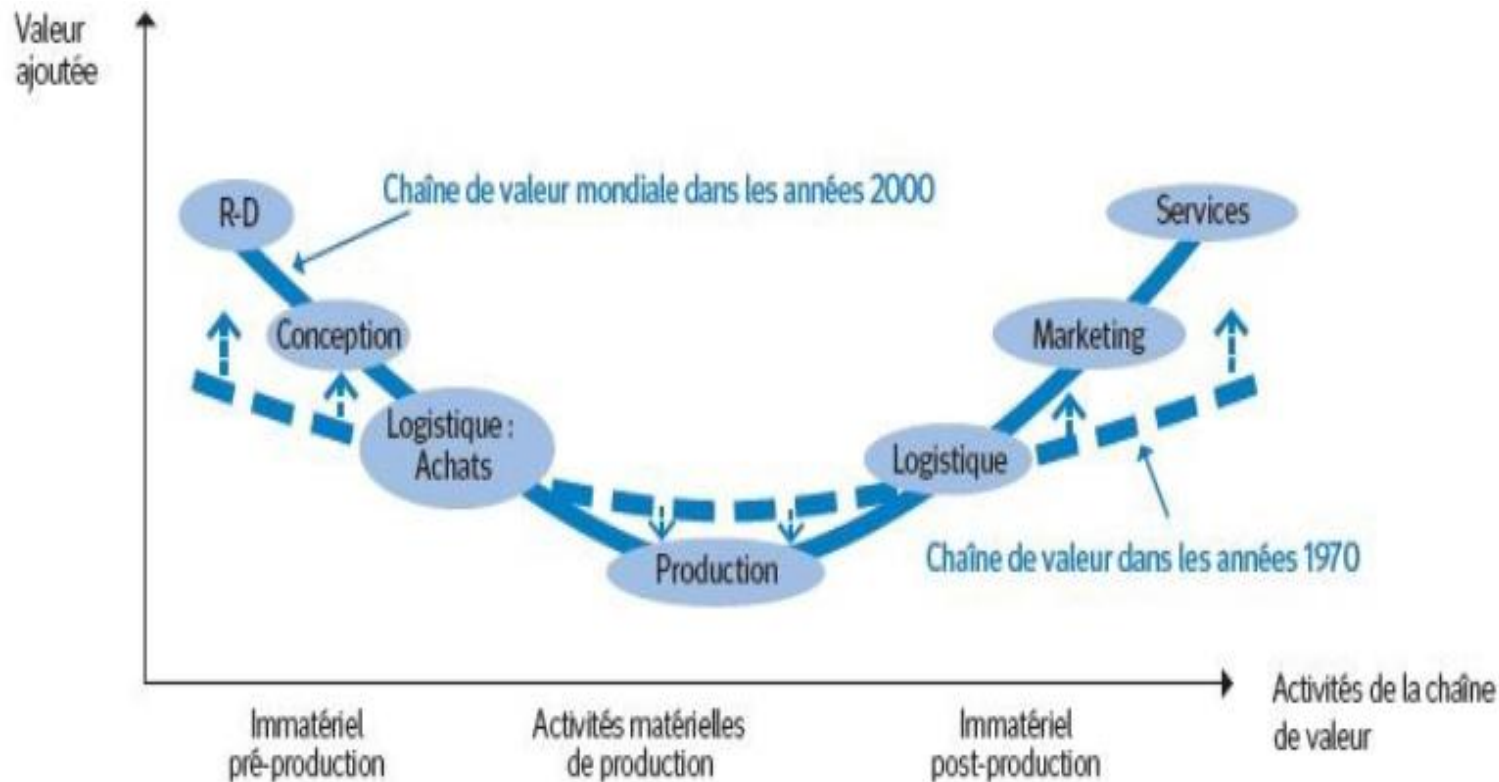 Valeur
ajoutée
Chaîne de valeur mondiale dans les années 2000
R-D
Services
Conception
Marketing
Logistique :
Achats
Logistique
Production
Chaîne de valeur dans les années 1970
Activités de la chaîne
de valeur
Immatériel
pré-production
Activités matérielles
de production
Immatériel
post-production